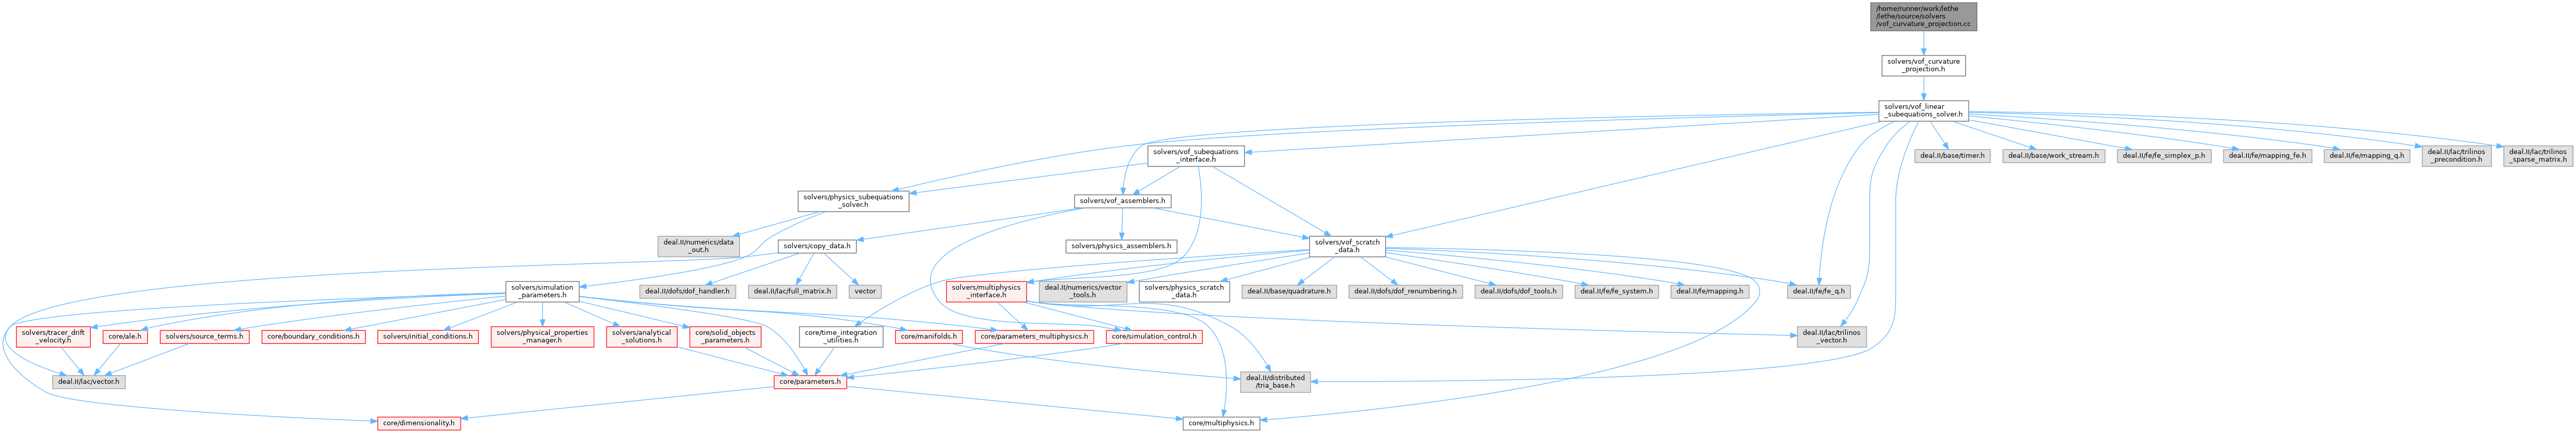 /home/runner/work/lethe
/lethe/source/solvers
/vof_curvature_projection.cc
solvers/vof_curvature
_projection.h
solvers/vof_linear
_subequations_solver.h
solvers/vof_subequations
_interface.h
deal.II/base/timer.h
deal.II/base/work_stream.h
deal.II/fe/fe_simplex_p.h
deal.II/fe/mapping_fe.h
deal.II/fe/mapping_q.h
deal.II/lac/trilinos
_precondition.h
deal.II/lac/trilinos
_sparse_matrix.h
solvers/physics_subequations
_solver.h
solvers/vof_assemblers.h
deal.II/numerics/data
_out.h
solvers/copy_data.h
solvers/physics_assemblers.h
solvers/vof_scratch
_data.h
solvers/simulation
_parameters.h
deal.II/dofs/dof_handler.h
deal.II/lac/full_matrix.h
vector
solvers/multiphysics
_interface.h
deal.II/numerics/vector
_tools.h
solvers/physics_scratch
_data.h
deal.II/base/quadrature.h
deal.II/dofs/dof_renumbering.h
deal.II/dofs/dof_tools.h
deal.II/fe/fe_system.h
deal.II/fe/mapping.h
deal.II/fe/fe_q.h
solvers/tracer_drift
_velocity.h
core/ale.h
solvers/source_terms.h
core/boundary_conditions.h
solvers/initial_conditions.h
solvers/physical_properties
_manager.h
solvers/analytical
_solutions.h
core/solid_objects
_parameters.h
core/time_integration
_utilities.h
core/manifolds.h
core/parameters_multiphysics.h
core/simulation_control.h
deal.II/lac/trilinos
_vector.h
deal.II/lac/vector.h
core/parameters.h
deal.II/distributed
/tria_base.h
core/dimensionality.h
core/multiphysics.h